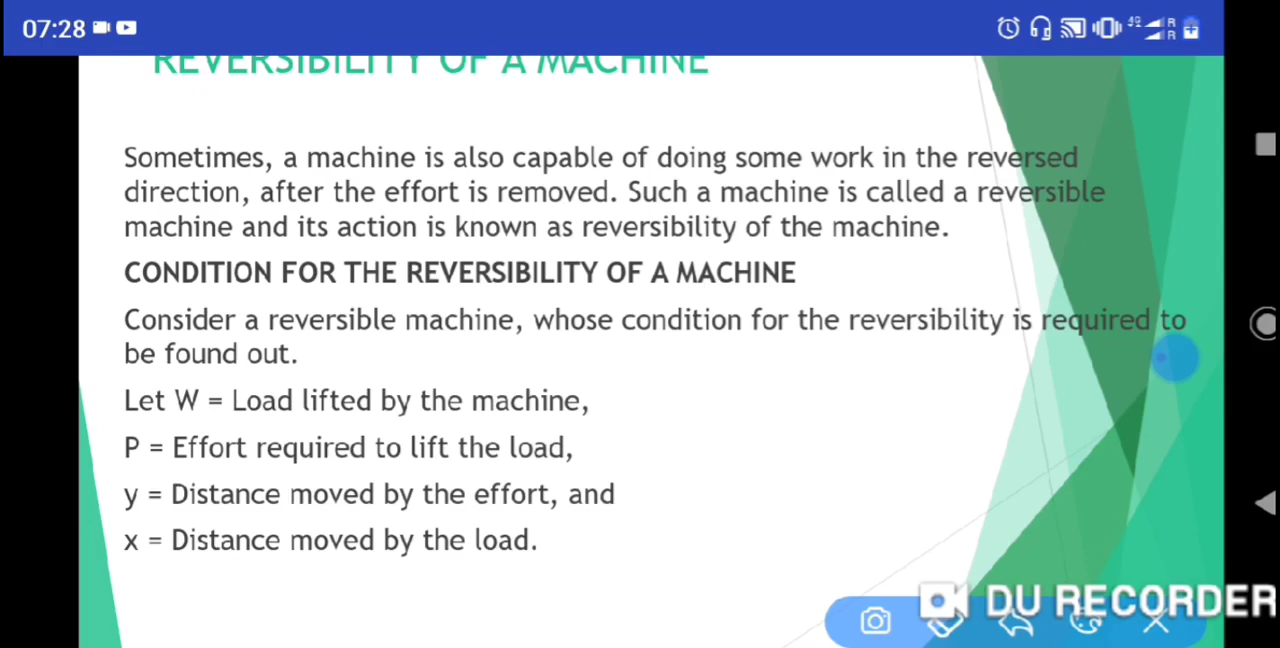 07:28
4G
R
R
REVERSIBILITY OF A MACHINE
Sometimes, a machine is also capable of doing some work in the reversed
direction, after the effort is removed. Such a machine is called a reversible
machine and its action is known as reversibility of the machine.
CONDITION FOR THE REVERSIBILITY OF A MACHINE
Consider a reversible machine, whose condition for the reversibility is required to
be found out.
Let W = Load lifted by the machine,
P = Effort required to lift the load,
y = Distance moved by the effort, and
x = Distance moved by the load.
DU RECORDER